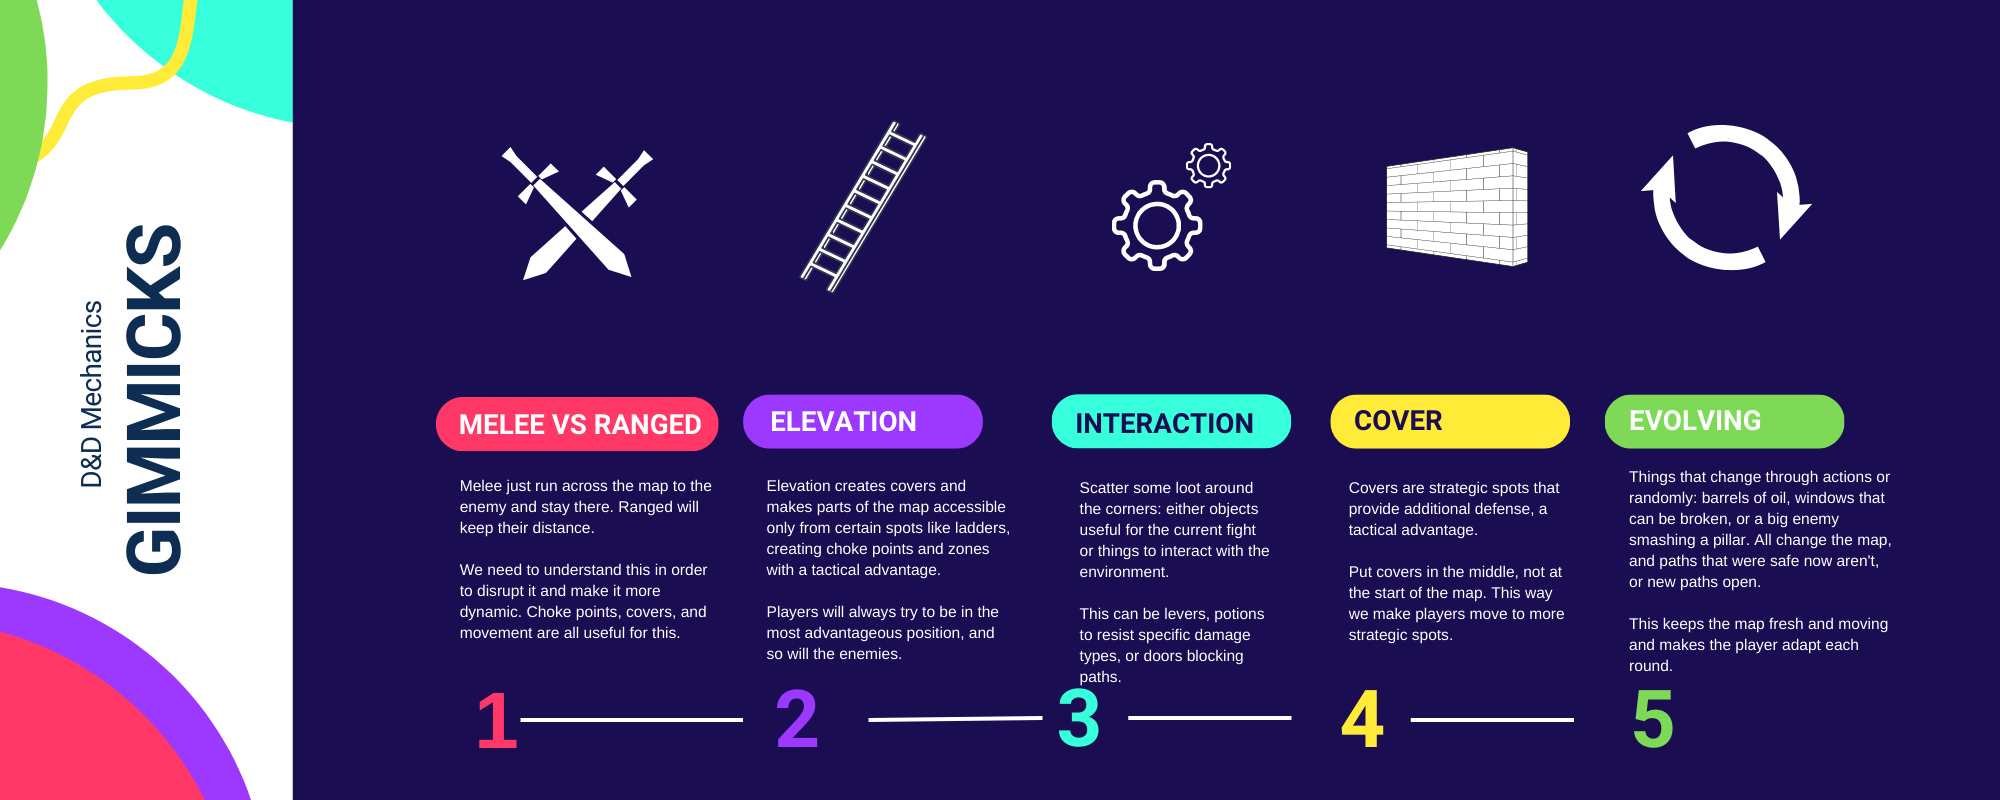 D&D Mechanics
GIMMICKS
MELEE VS RANGED
Melee just run across the map to the
enemy and stay there. Ranged will
keep their distance.
We need to understand this in order
to disrupt it and make it more
dynamic. Choke points, covers, and
movement are all useful for this.
1
ELEVATION
Elevation creates covers and
makes parts of the map accessible
only from certain spots like ladders,
creating choke points and zones
with a tactical advantage.
Players will always try to be in the
most advantageous position, and
so will the enemies.
2
INTERACTION
Scatter some loot around
the corners: either objects
useful for the current fight
or things to interact with the
environment.
This can be levers, potions
to resist specific damage
types, or doors blocking
paths.
3
COVER
Covers are strategic spots that
provide additional defense, a
tactical advantage.
Put covers in the middle, not at
the start of the map. This way
we make players move to more
strategic spots.
4
EVOLVING
Things that change through actions or
randomly: barrels of oil, windows that
can be broken, or a big enemy
smashing a pillar. All change the map,
and paths that were safe now aren't,
or new paths open.
This keeps the map fresh and moving
and makes the player adapt each
round.
5